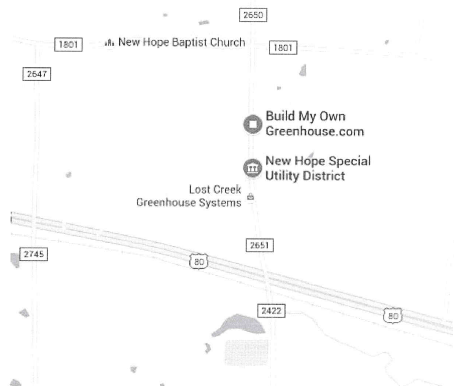 2650
1801
New Hope Baptist Church
1801
2647
Build My Own
Greenhouse.com
New Hope Special
Utility District
Lost Creek
Greenhouse Systems
2651
2745
80
2422
80